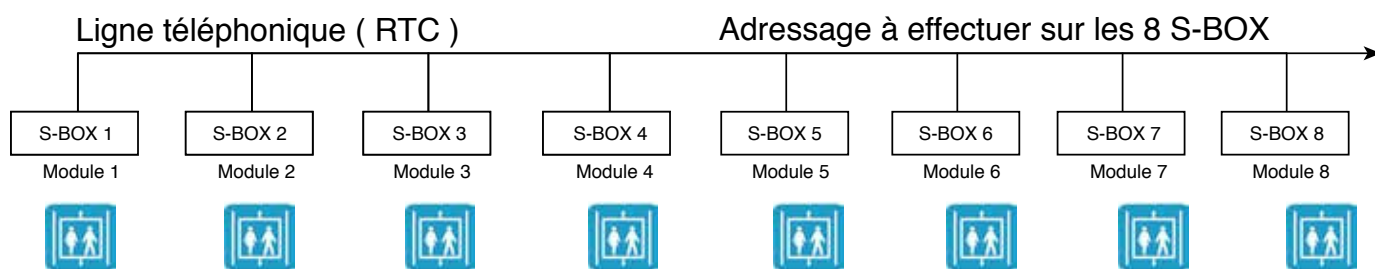 Ligne téléphonique ( RTC )
Adressage à effectuer sur les 8 S-BOX
S-BOX 1
S-BOX 2
S-BOX 3
S-BOX 4
S-BOX 5
S-BOX 6
S-BOX 7
S-BOX 8
Module 1
Module 2
Module 3
Module 4
Module 5
Module 6
Module 7
Module 8